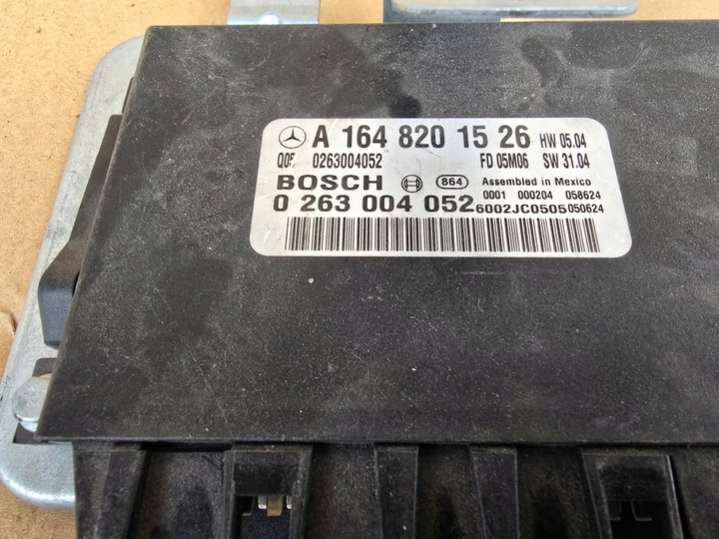 A 164 820 15 26 HW 05.04
0263004052 FD 05M06 SW 31.04
BOSCH 864 Assembled in Mexico
0001 000204 058624
0 263 004 052 6002JC0505 050624